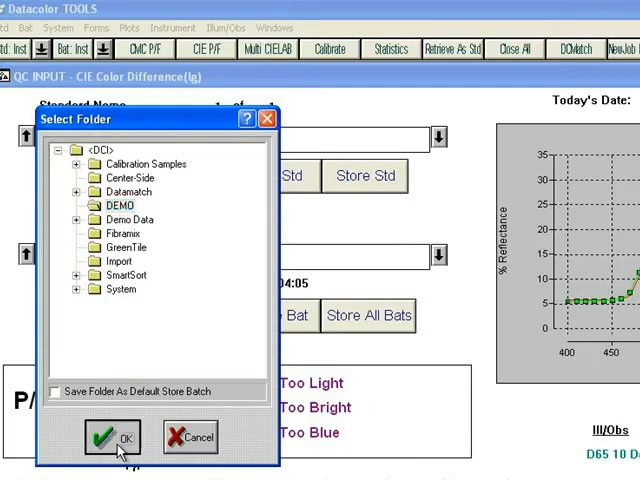 Datacolor TOOLS
Std Bat System Forms Plots Instrument Illum/Obs Windows
td: Inst Bat: Inst CMC P/F CIE P/F Multi CIELAB Calibrate Statistics Retrieve As Std Close All DCMatch NewJob
QC INPUT - CIE Color Difference(lg)
Standard Name 1 of 1
Today's Date:
Select Folder
<DCI>
Calibration Samples
Center-Side
Datamatch
DEMO
Demo Data
Fibramix
GreenTile
Import
SmartSort
System
Save Folder As Default Store Batch
OK
Cancel
Std
Store Std
04:05
Bat
Store All Bats
P/
Too Light
Too Bright
Too Blue
% Reflectance
35
30
25
20
15
10
5
0
400 450
Ill/Obs
D65 10 De